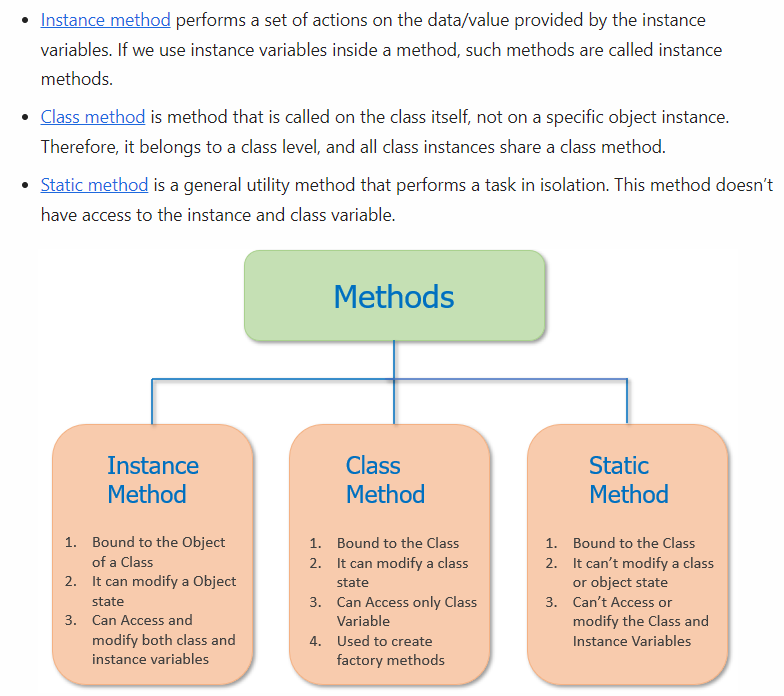 Instance method performs a set of actions on the data/value provided by the instance
variables. If we use instance variables inside a method, such methods are called instance
methods.
Class method is method that is called on the class itself, not on a specific object instance.
Therefore, it belongs to a class level, and all class instances share a class method.
Static method is a general utility method that performs a task in isolation. This method doesn't
have access to the instance and class variable.
Methods
Instance
Method
1. Bound to the Object
of a Class
2. It can modify a Object
state
3. Can Access and
modify both class and
instance variables
Class
Method
1. Bound to the Class
2. It can modify a class
state
3. Can Access only Class
Variable
4. Used to create
factory methods
Static
Method
1. Bound to the Class
2. It can't modify a class
or object state
3. Can't Access or
modify the Class and
Instance Variables